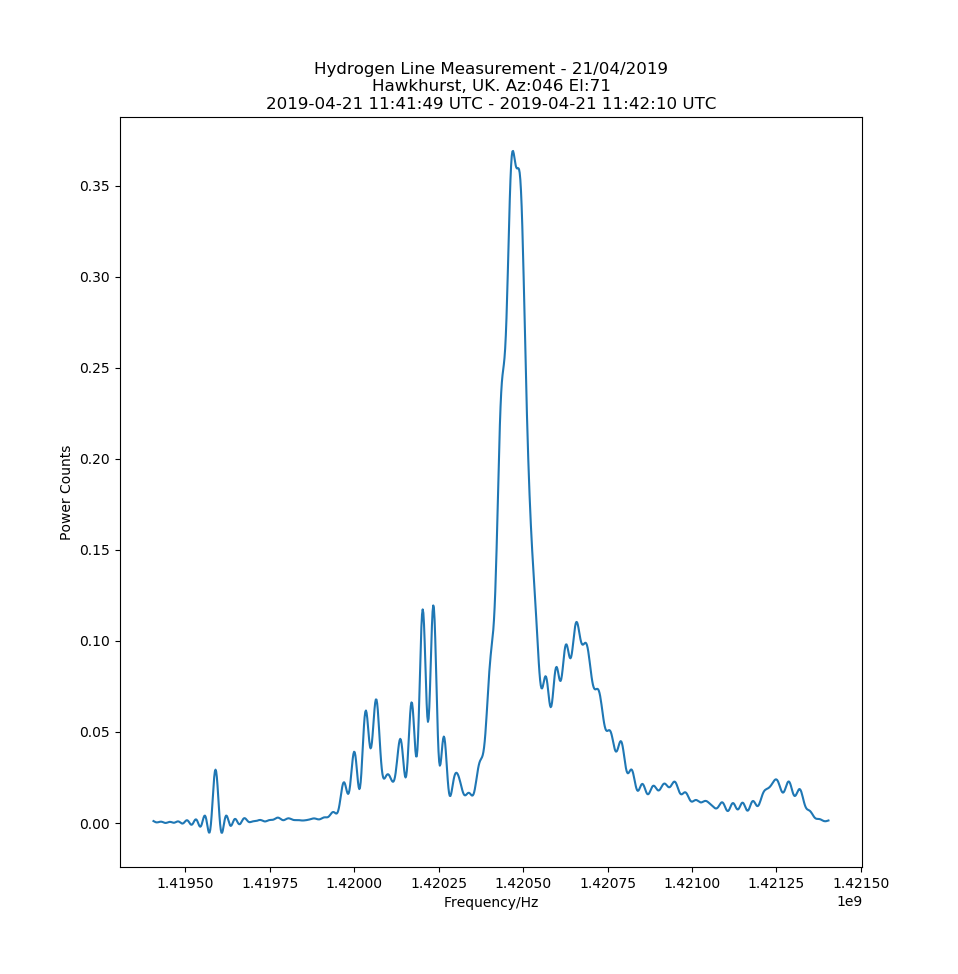 Hydrogen Line Measurement - 21/04/2019
Hawkhurst, UK. Az:046 El:71
2019-04-21 11:41:49 UTC - 2019-04-21 11:42:10 UTC
0.35
0.30
0.25
0.20
0.15
0.10
0.05
0.00
Power Counts
1.41950 1.41975 1.42000 1.42025 1.42050 1.42075 1.42100 1.42125 1.42150
Frequency/Hz
1e9